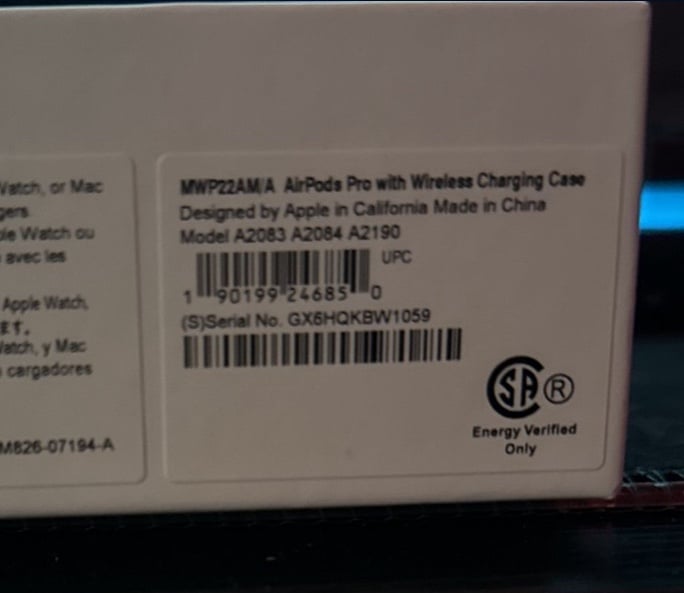 Watch, or Mac
gers.
ple Watch ou
avec les
Apple Watch,
ます。
Watch, y Mac
cargadores
M826-07194-A
MWP22AM/A AirPods Pro with Wireless Charging Case
Designed by Apple in California Made in China
Model A2083 A2084 A2190
UPC
1 90199 24685 0
(S)Serial No. GX6HQKBW1059
SA ®
Energy Verified
Only